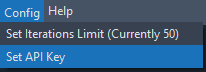 Config Help
Set Iterations Limit (Currently 50)
Set API Key